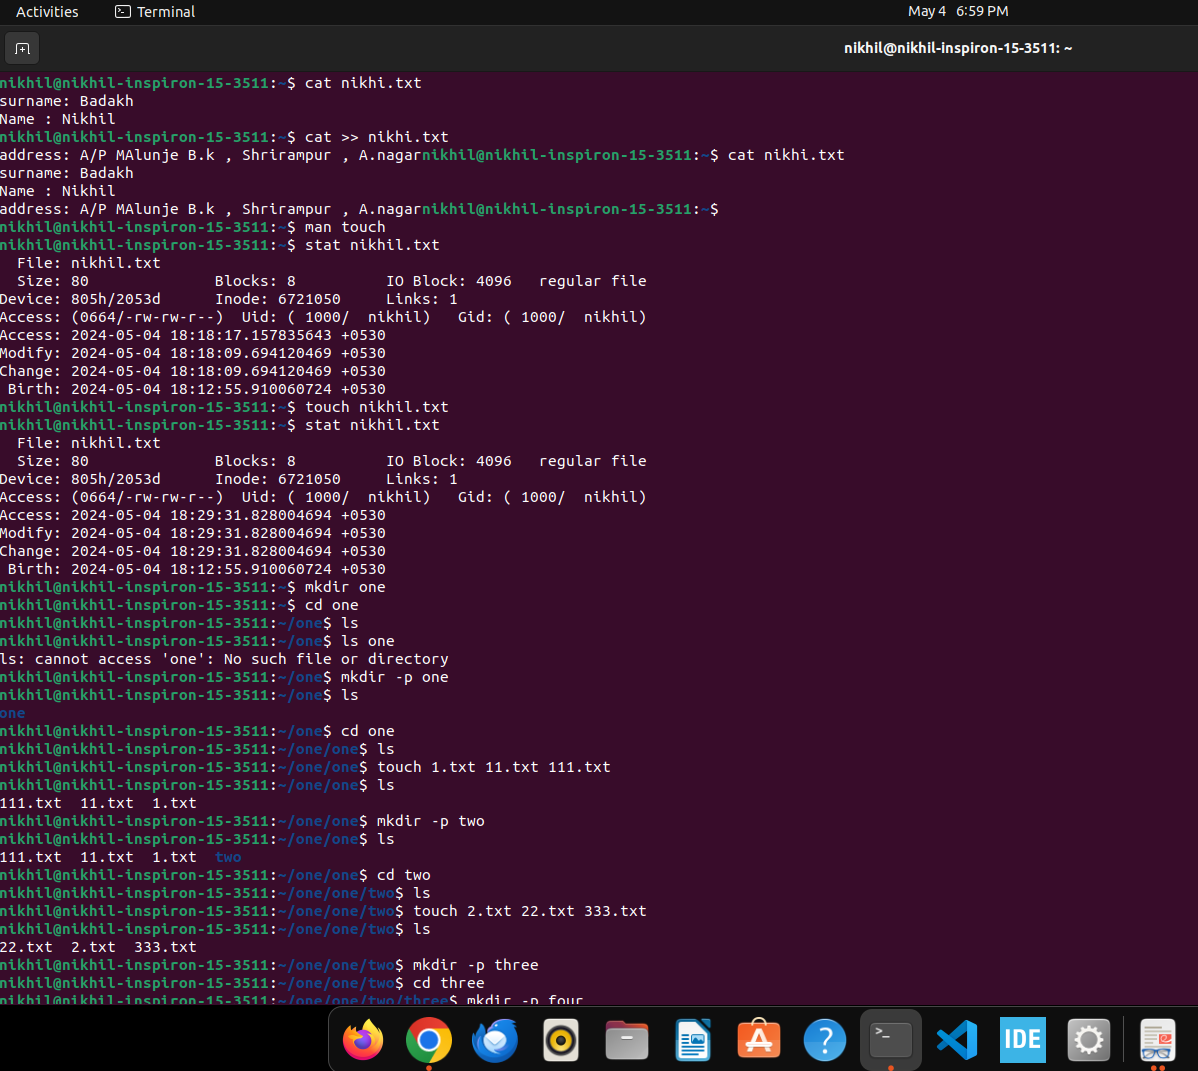 Activities Terminal May 4 6:59 PM
nikhil@nikhil-inspiron-15-3511: ~
nikhil@nikhil-inspiron-15-3511:~$ cat nikhi.txt
surname: Badakh
Name : Nikhil
nikhil@nikhil-inspiron-15-3511:~$ cat >> nikhi.txt
address: A/P MAlunje B.k , Shrirampur , A.nagarnikhil@nikhil-inspiron-15-3511:~$ cat nikhi.txt
surname: Badakh
Name : Nikhil
address: A/P MAlunje B.k , Shrirampur , A.nagarnikhil@nikhil-inspiron-15-3511:~$
nikhil@nikhil-inspiron-15-3511:~$ man touch
nikhil@nikhil-inspiron-15-3511:~$ stat nikhil.txt
  File: nikhil.txt
  Size: 80              Blocks: 8          IO Block: 4096   regular file
Device: 805h/2053d      Inode: 6721050     Links: 1
Access: (0664/-rw-rw-r--)  Uid: ( 1000/  nikhil)   Gid: ( 1000/  nikhil)
Access: 2024-05-04 18:18:17.157835643 +0530
Modify: 2024-05-04 18:18:09.694120469 +0530
Change: 2024-05-04 18:18:09.694120469 +0530
 Birth: 2024-05-04 18:12:55.910060724 +0530
nikhil@nikhil-inspiron-15-3511:~$ touch nikhil.txt
nikhil@nikhil-inspiron-15-3511:~$ stat nikhil.txt
  File: nikhil.txt
  Size: 80              Blocks: 8          IO Block: 4096   regular file
Device: 805h/2053d      Inode: 6721050     Links: 1
Access: (0664/-rw-rw-r--)  Uid: ( 1000/  nikhil)   Gid: ( 1000/  nikhil)
Access: 2024-05-04 18:29:31.828004694 +0530
Modify: 2024-05-04 18:29:31.828004694 +0530
Change: 2024-05-04 18:29:31.828004694 +0530
 Birth: 2024-05-04 18:12:55.910060724 +0530
nikhil@nikhil-inspiron-15-3511:~$ mkdir one
nikhil@nikhil-inspiron-15-3511:~$ cd one
nikhil@nikhil-inspiron-15-3511:~/one$ ls
nikhil@nikhil-inspiron-15-3511:~/one$ ls one
ls: cannot access 'one': No such file or directory
nikhil@nikhil-inspiron-15-3511:~/one$ mkdir -p one
nikhil@nikhil-inspiron-15-3511:~/one$ ls
one
nikhil@nikhil-inspiron-15-3511:~/one$ cd one
nikhil@nikhil-inspiron-15-3511:~/one/one$ ls
nikhil@nikhil-inspiron-15-3511:~/one/one$ touch 1.txt 11.txt 111.txt
nikhil@nikhil-inspiron-15-3511:~/one/one$ ls
111.txt  11.txt  1.txt
nikhil@nikhil-inspiron-15-3511:~/one/one$ mkdir -p two
nikhil@nikhil-inspiron-15-3511:~/one/one$ ls
111.txt  11.txt  1.txt  two
nikhil@nikhil-inspiron-15-3511:~/one/one$ cd two
nikhil@nikhil-inspiron-15-3511:~/one/one/two$ ls
nikhil@nikhil-inspiron-15-3511:~/one/one/two$ touch 2.txt 22.txt 333.txt
nikhil@nikhil-inspiron-15-3511:~/one/one/two$ ls
22.txt  2.txt  333.txt
nikhil@nikhil-inspiron-15-3511:~/one/one/two$ mkdir -p three
nikhil@nikhil-inspiron-15-3511:~/one/one/two$ cd three
nikhil@nikhil-inspiron-15-3511:~/one/one/two/three$ mkdir -p four
IDE